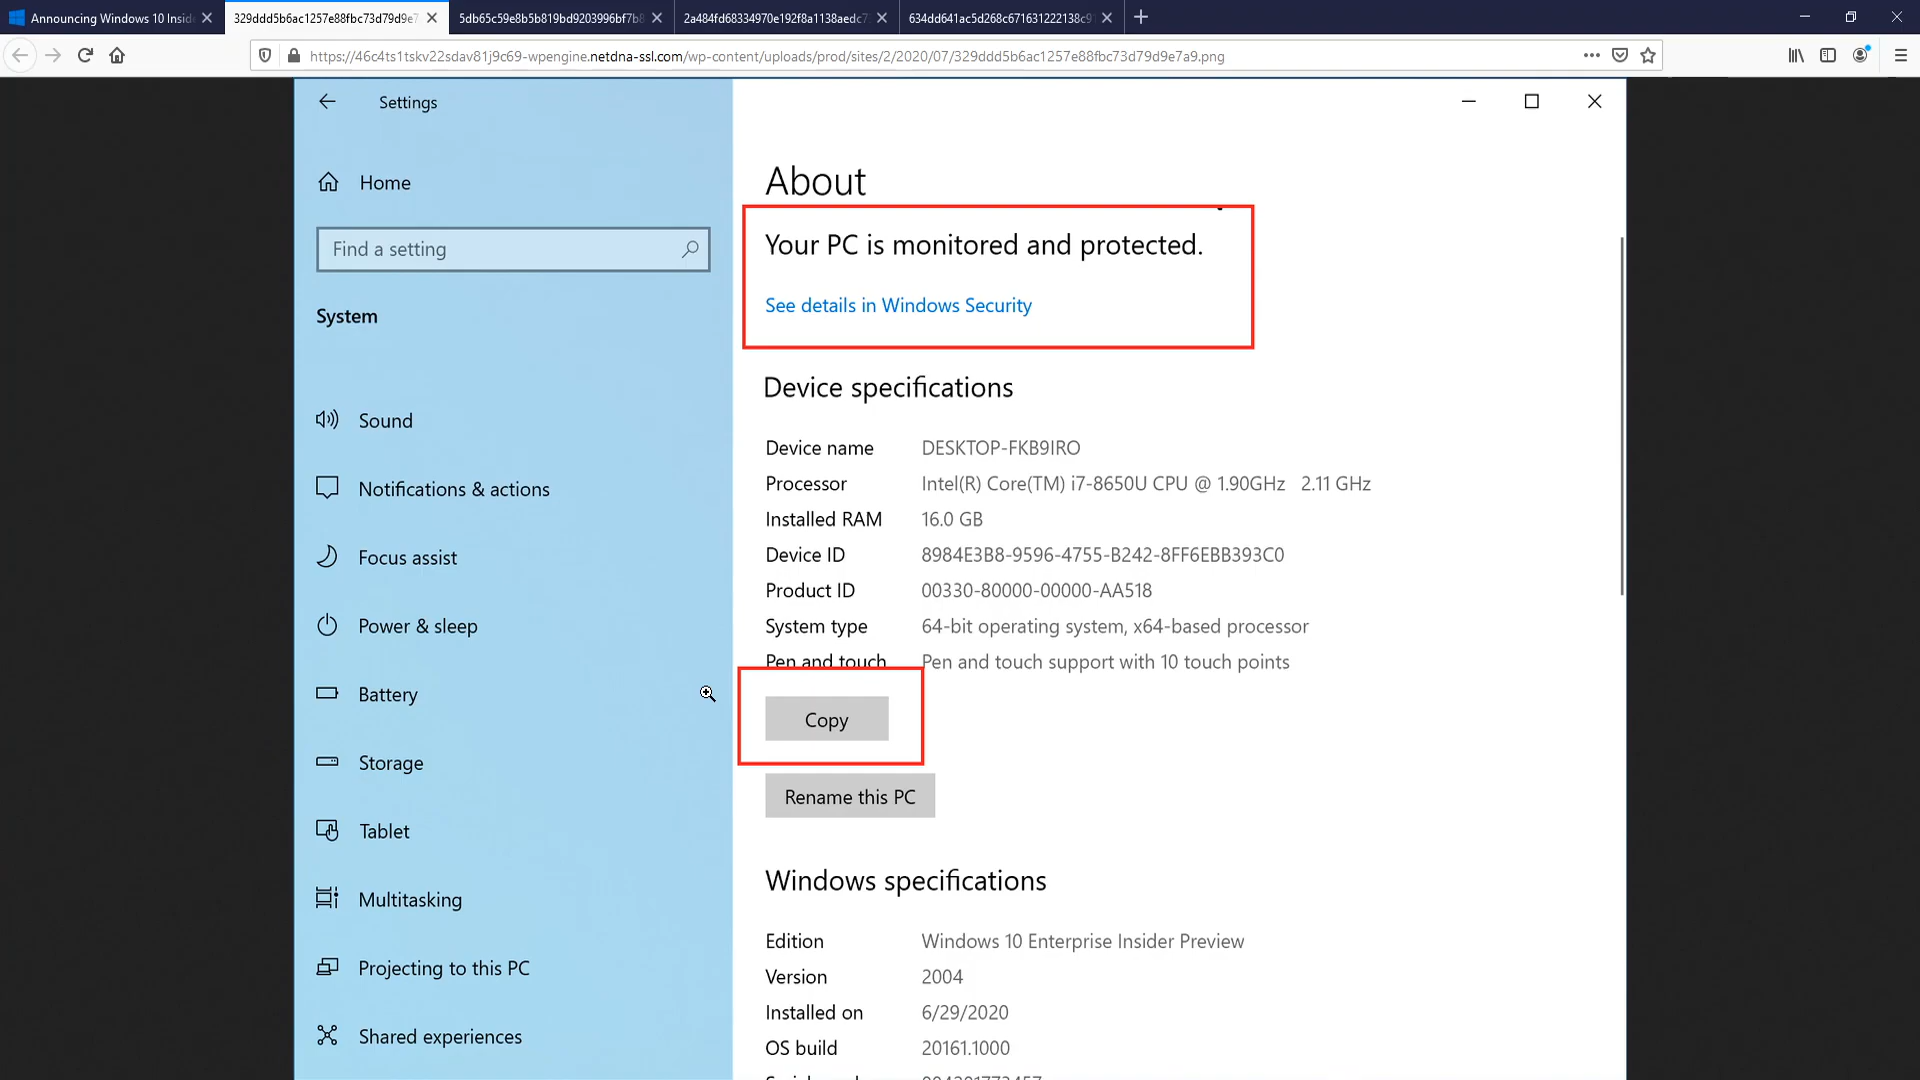 Announcing Windows 10 Insid
329ddd5b6ac1257e88fbc73d79d9e7
5db65c59e8b5b819bd9203996bf7b8
2a484fd68334970e192f8a1138aedc7
634dd641ac5d268c671631222138c91
https://46c4ts1tskv22sdav81j9c69-wpengine.netdna-ssl.com/wp-content/uploads/prod/sites/2/2020/07/329ddd5b6ac1257e88fbc73d79d9e7a9.png
Settings
Home
Find a setting
System
Sound
Notifications & actions
Focus assist
Power & sleep
Battery
Storage
Tablet
Multitasking
Projecting to this PC
Shared experiences
About
Your PC is monitored and protected.
See details in Windows Security
Device specifications
Device name DESKTOP-FKB9IRO
Processor Intel(R) Core(TM) i7-8650U CPU @ 1.90GHz 2.11 GHz
Installed RAM 16.0 GB
Device ID 8984E3B8-9596-4755-B242-8FF6EBB393C0
Product ID 00330-80000-00000-AA518
System type 64-bit operating system, x64-based processor
Pen and touch Pen and touch support with 10 touch points
Copy
Rename this PC
Windows specifications
Edition Windows 10 Enterprise Insider Preview
Version 2004
Installed on 6/29/2020
OS build 20161.1000